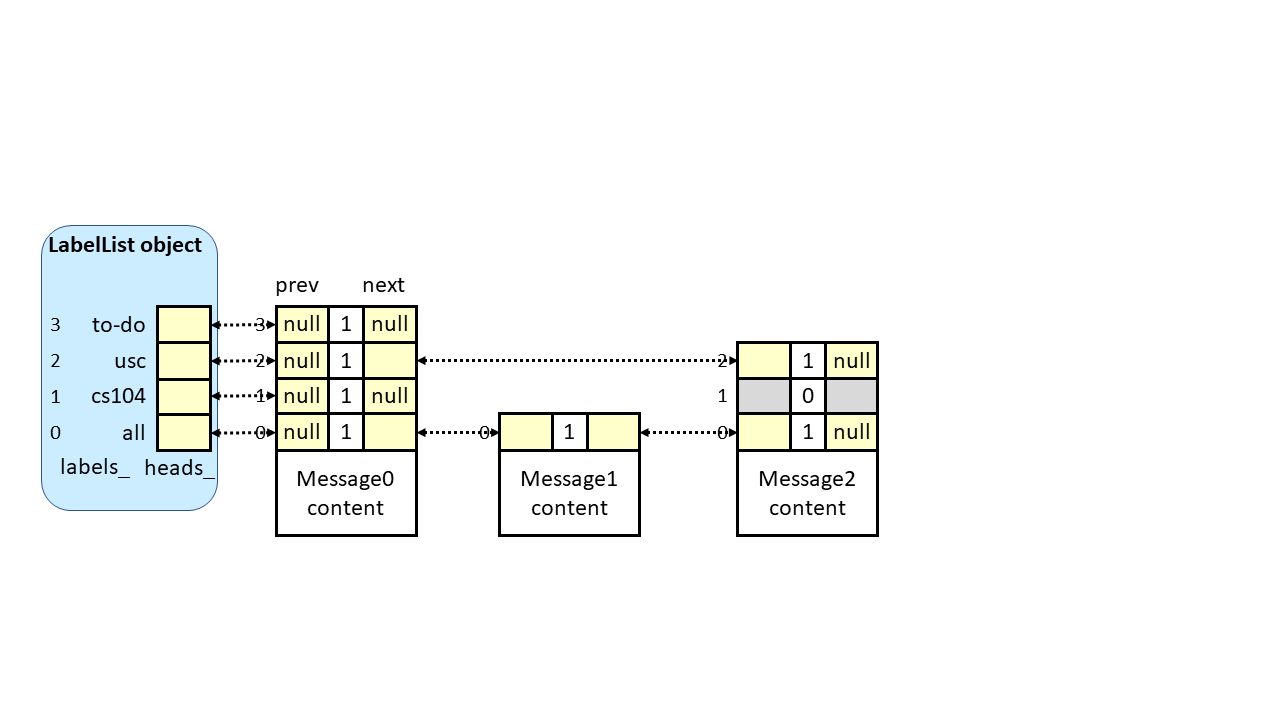 LabelList object
prev next
3 to-do 3 null 1 null
2 usc 2 null 1 2 1 null
1 cs104 1 null 1 null 1 0
0 all 0 null 1 0 1 0 1 null
labels_ heads_
Message0 content
Message1 content
Message2 content